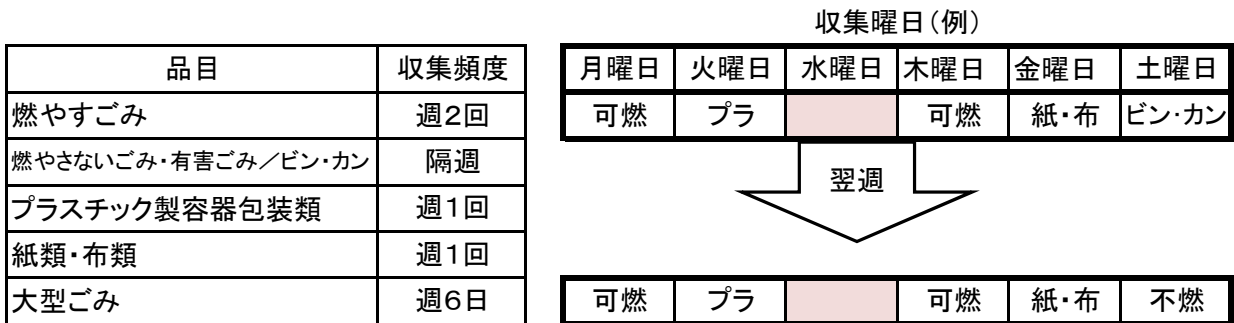 収集曜日(例)
品目 収集頻度
燃やすごみ 週2回
燃やさないごみ・有害ごみ/ビン・カン 隔週
プラスチック製容器包装類 週1回
紙類・布類 週1回
大型ごみ 週6日
月曜日 火曜日 水曜日 木曜日 金曜日 土曜日
可燃 プラ 可燃 紙・布 ビン・カン
翌週
可燃 プラ 可燃 紙・布 不燃